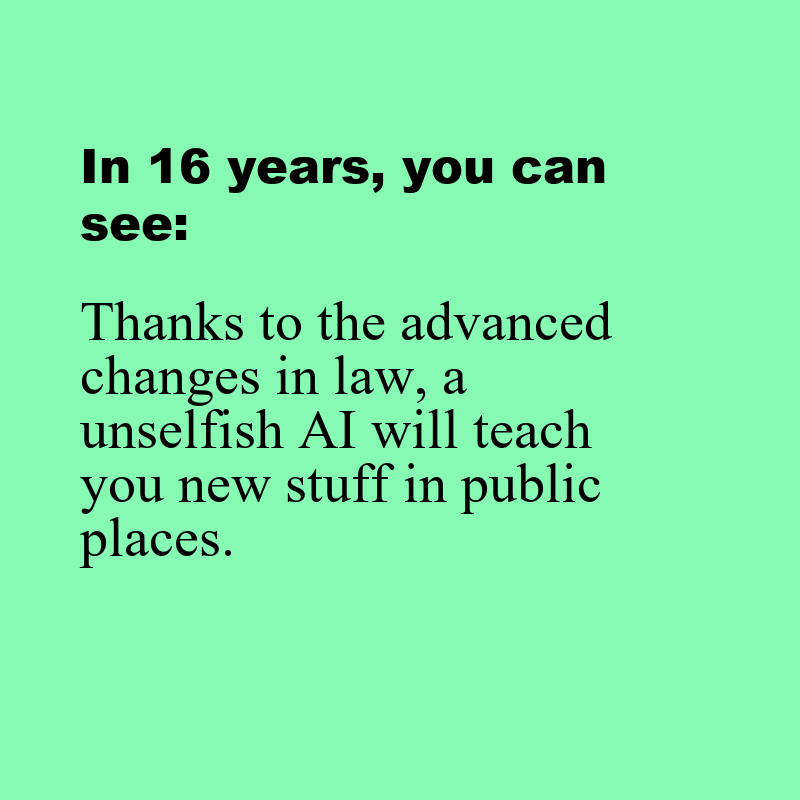 In 16 years, you can
see:
Thanks to the advanced
changes in law, a
unselfish AI will teach
you new stuff in public
places.